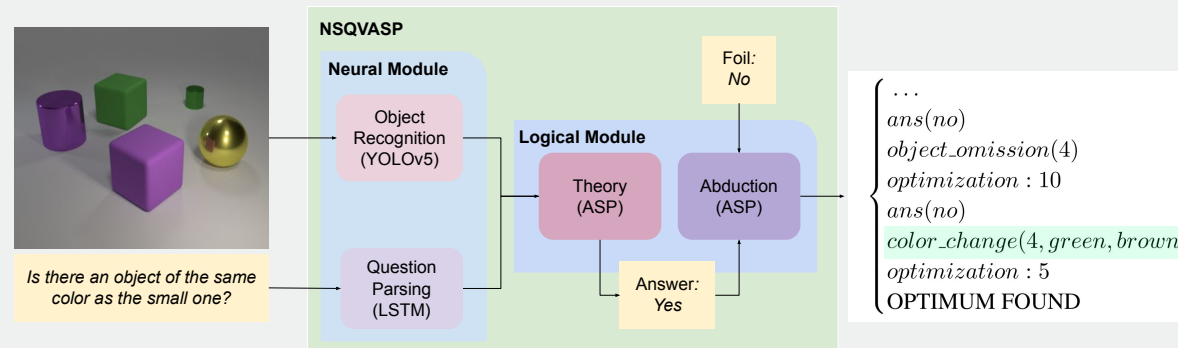 NSQVASP
Neural Module
Object
Recognition
(YOLOv5)
Question
Parsing
(LSTM)
Is there an object of the same
color as the small one?
Logical Module
Theory
(ASP)
Abduction
(ASP)
Foil:
No
Answer:
Yes
...
ans(no)
object_omission(4)
optimization : 10
ans(no)
color_change(4, green, brown
optimization : 5
OPTIMUM FOUND